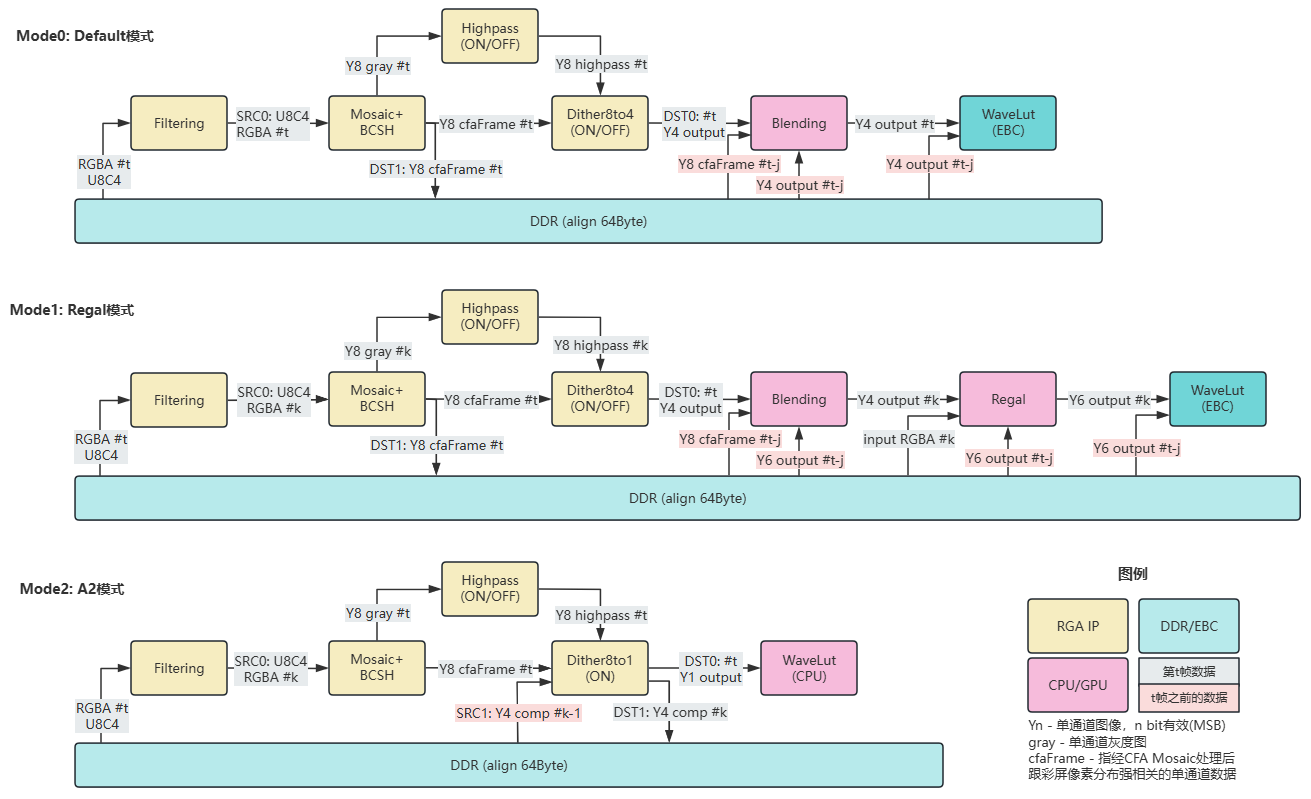 Mode0: Default模式
Highpass
(ON/OFF)
Y8 gray #t
Y8 highpass #t
Filtering
SRC0: U8C4
RGBA #t
Mosaic+
BCSH
Y8 cfaFrame #t
Dither8to4
(ON/OFF)
DST0: #t
Y4 output
Blending
Y4 output #t
WaveLut
(EBC)
RGBA #t
U8C4
DST1: Y8 cfaFrame #t
Y8 cfaFrame #t-j
Y4 output #t-j
Y4 output #t-j
DDR (align 64Byte)
Mode1: Regal模式
Highpass
(ON/OFF)
Y8 gray #k
Y8 highpass #k
Filtering
SRC0: U8C4
RGBA #k
Mosaic+
BCSH
Y8 cfaFrame #t
Dither8to4
(ON/OFF)
DST0: #t
Y4 output
Blending
Y4 output #k
Regal
Y6 output #k
WaveLut
(EBC)
RGBA #t
U8C4
DST1: Y8 cfaFrame #t
Y8 cfaFrame #t-j
Y6 output #t-j
input RGBA #k
Y6 output #t-j
Y6 output #t-j
DDR (align 64Byte)
Mode2: A2模式
Highpass
(ON/OFF)
Y8 gray #t
Y8 highpass #t
Filtering
SRC0: U8C4
RGBA #k
Mosaic+
BCSH
Y8 cfaFrame #t
Dither8to1
(ON)
DST0: #t
Y1 output
WaveLut
(CPU)
RGBA #t
U8C4
SRC1: Y4 comp #k-1
DST1: Y4 comp #k
DDR (align 64Byte)
图例
RGA IP
DDR/EBC
CPU/GPU
第t帧数据
t帧之前的数据
Yn - 单通道图像，n bit有效(MSB)
gray - 单通道灰度图
cfaFrame - 指经CFA Mosaic处理后
跟彩屏像素分布强相关的单通道数据